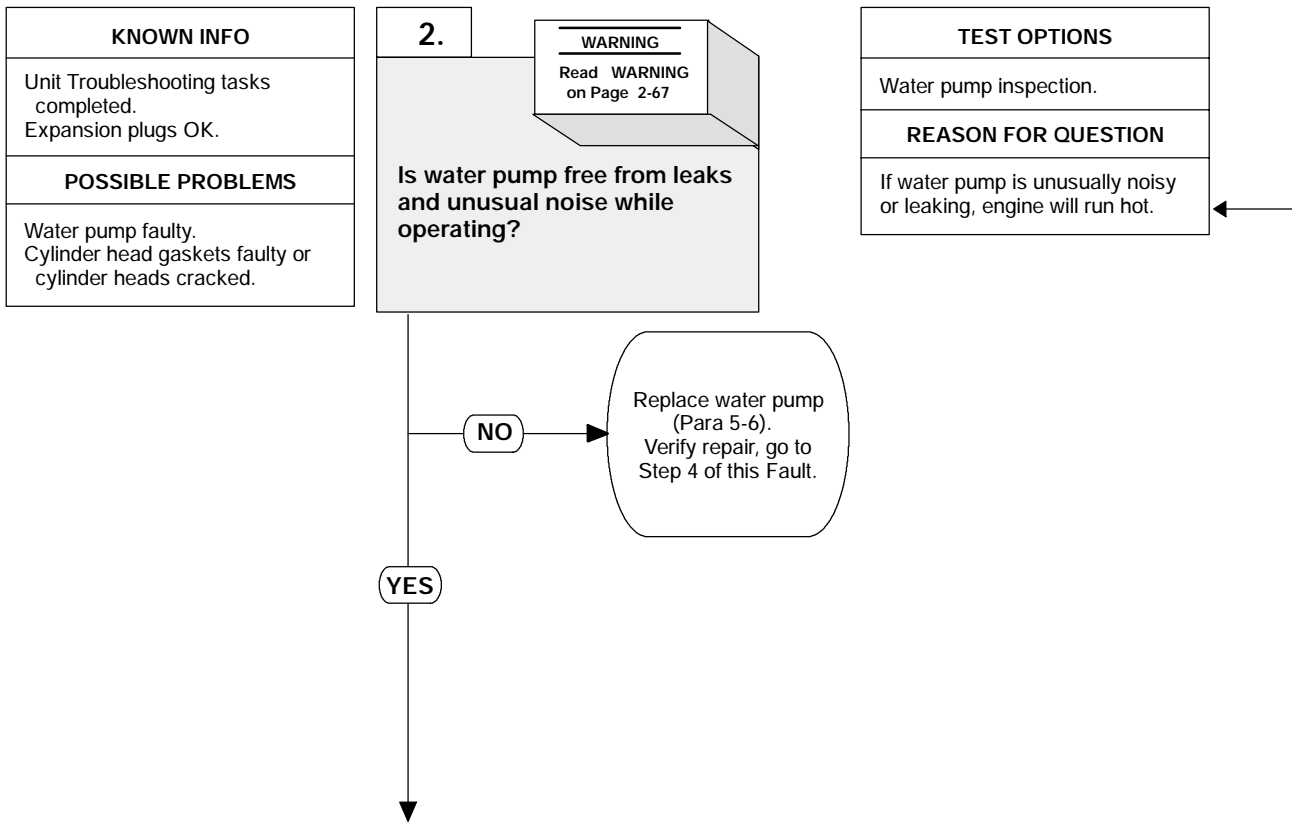 KNOWN INFO
Unit Troubleshooting tasks
completed.
Expansion plugs OK.
POSSIBLE PROBLEMS
Water pump faulty.
Cylinder head gaskets faulty or
cylinder heads cracked.
2.
WARNING
Read WARNING
on Page 2-67
Is water pump free from leaks
and unusual noise while
operating?
TEST OPTIONS
Water pump inspection.
REASON FOR QUESTION
If water pump is unusually noisy
or leaking, engine will run hot.
NO
Replace water pump
(Para 5-6).
Verify repair, go to
Step 4 of this Fault.
YES